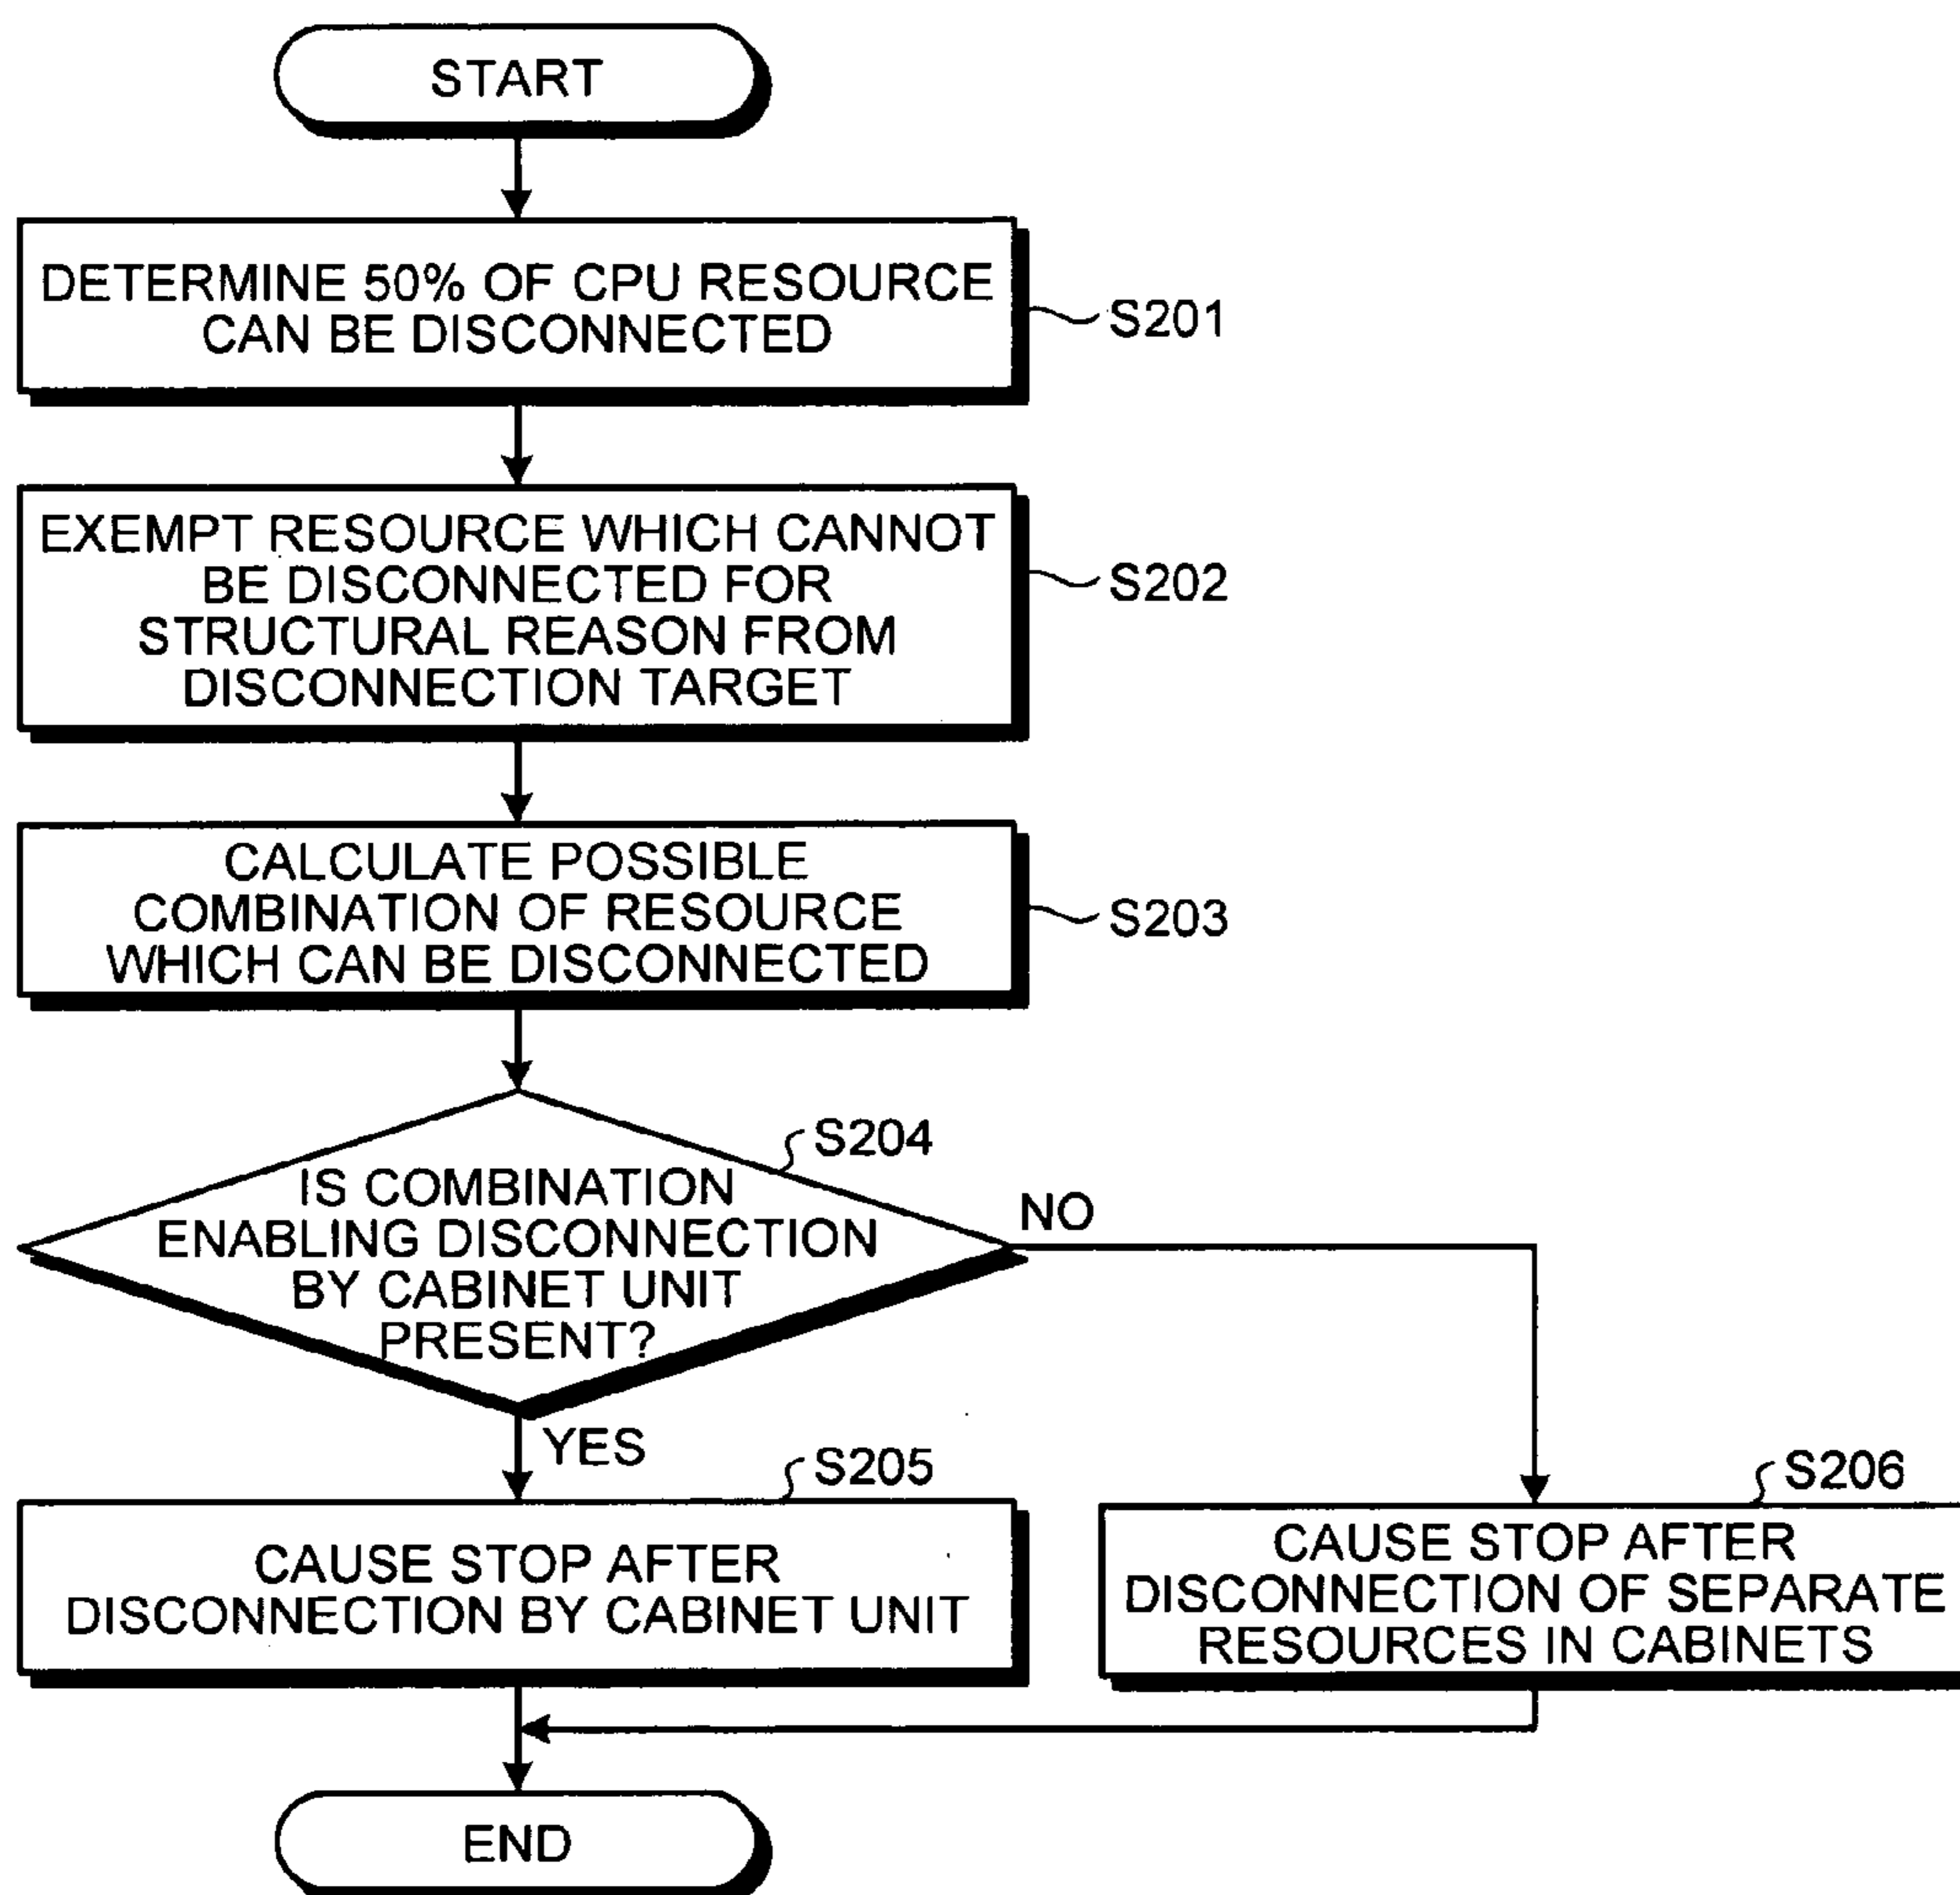 START
DETERMINE 50% OF CPU RESOURCE
CAN BE DISCONNECTED
S201
EXEMPT RESOURCE WHICH CANNOT
BE DISCONNECTED FOR
STRUCTURAL REASON FROM
DISCONNECTION TARGET
S202
CALCULATE POSSIBLE
COMBINATION OF RESOURCE
WHICH CAN BE DISCONNECTED
S203
S204
IS COMBINATION
ENABLING DISCONNECTION
BY CABINET UNIT
PRESENT?
NO
YES
S205
CAUSE STOP AFTER
DISCONNECTION BY CABINET UNIT
S206
CAUSE STOP AFTER
DISCONNECTION OF SEPARATE
RESOURCES IN CABINETS
END